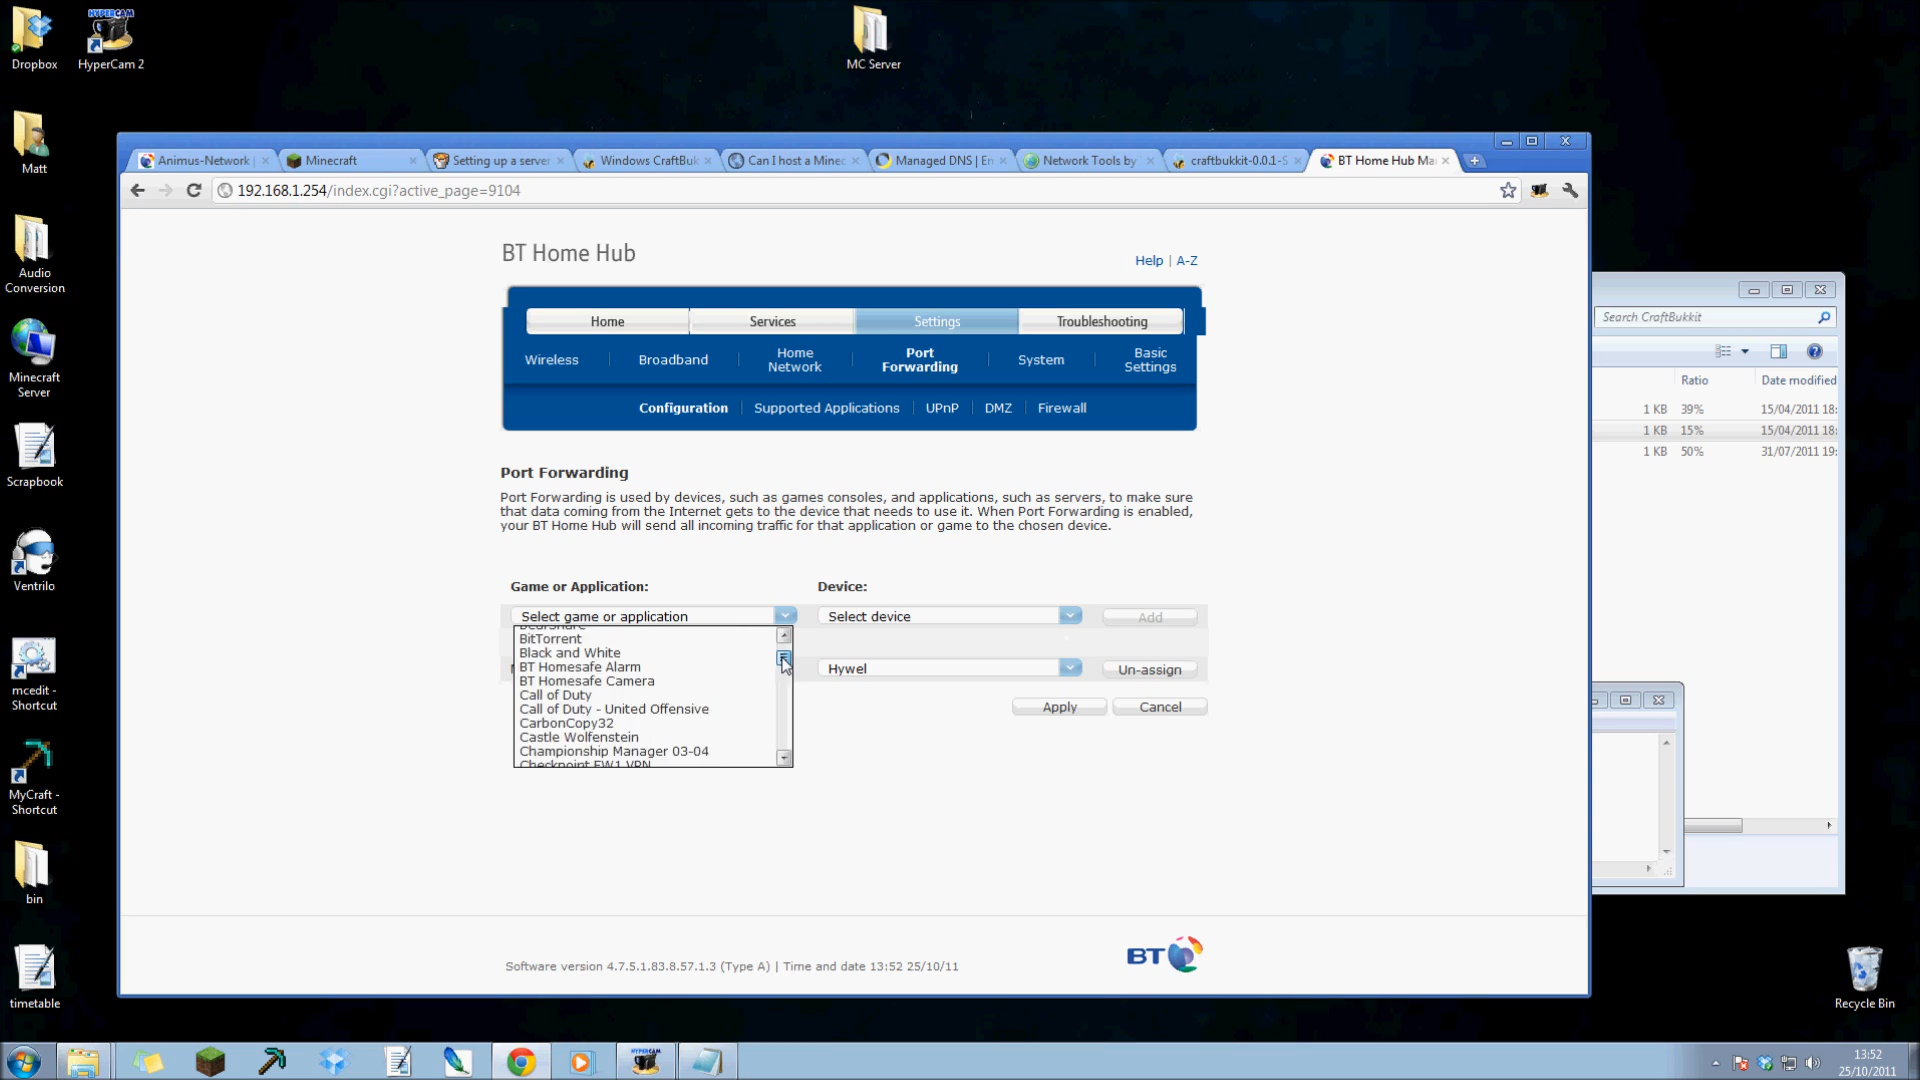 Dropbox
HyperCam 2
MC Server
Matt
Audio
Conversion
Minecraft
Server
Scrapbook
Ventrilo
mcedit -
Shortcut
MyCraft -
Shortcut
bin
timetable
Recycle Bin
Animus-Network |
Minecraft
Setting up a server
Windows CraftBuk
Can I host a Minec
Managed DNS | En
Network Tools by
craftbukkit-0.0.1-S
BT Home Hub Ma
192.168.1.254/index.cgi?active_page=9104
BT Home Hub
Help | A-Z
Home
Services
Settings
Troubleshooting
Wireless
Broadband
Home
Network
Port
Forwarding
System
Basic
Settings
Configuration
Supported Applications
UPnP
DMZ
Firewall
Port Forwarding
Port Forwarding is used by devices, such as games consoles, and applications, such as servers, to make sure
that data coming from the Internet gets to the device that needs to use it. When Port Forwarding is enabled,
your BT Home Hub will send all incoming traffic for that application or game to the chosen device.
Game or Application:
Device:
Select game or application
Select device
Add
BearShare
BitTorrent
Black and White
BT Homesafe Alarm
BT Homesafe Camera
Call of Duty
Call of Duty - United Offensive
CarbonCopy32
Castle Wolfenstein
Championship Manager 03-04
Checkpoint FW1 VPN
Hywel
Un-assign
Apply
Cancel
Software version 4.7.5.1.83.8.57.1.3 (Type A) | Time and date 13:52 25/10/11
BT
Search CraftBukkit
Ratio
Date modified
1 KB 39% 15/04/2011 18:
1 KB 15% 15/04/2011 18:
1 KB 50% 31/07/2011 19:
13:52
25/10/2011